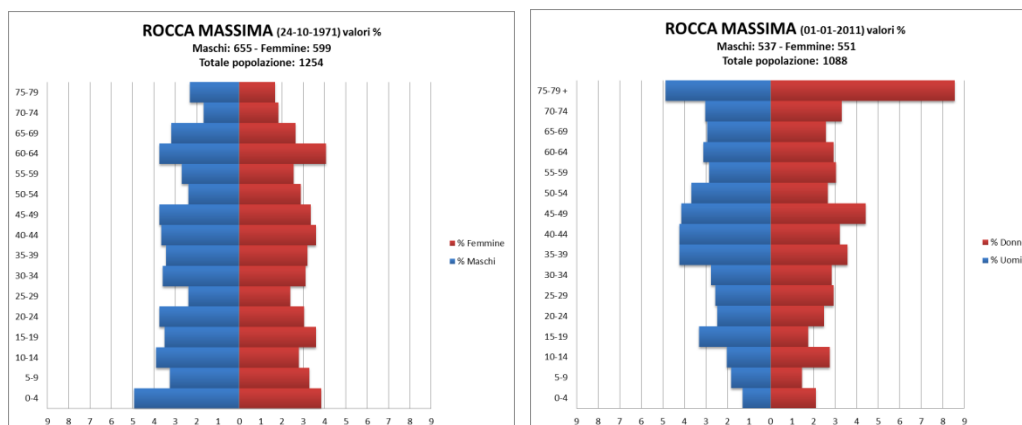 ROCCA MASSIMA (24-10-1971) valori %
Maschi: 655 - Femmine: 599
Totale popolazione: 1254
75-79
70-74
65-69
60-64
55-59
50-54
45-49
40-44
35-39
30-34
25-29
20-24
15-19
10-14
5-9
0-4
9 8 7 6 5 4 3 2 1 0 1 2 3 4 5 6 7 8 9
% Femmine
% Maschi
ROCCA MASSIMA (01-01-2011) valori %
Maschi: 537 - Femmine: 551
Totale popolazione: 1088
75-79 +
70-74
65-69
60-64
55-59
50-54
45-49
40-44
35-39
30-34
25-29
20-24
15-19
10-14
5-9
0-4
9 8 7 6 5 4 3 2 1 0 1 2 3 4 5 6 7 8 9
% Donn
% Uomi